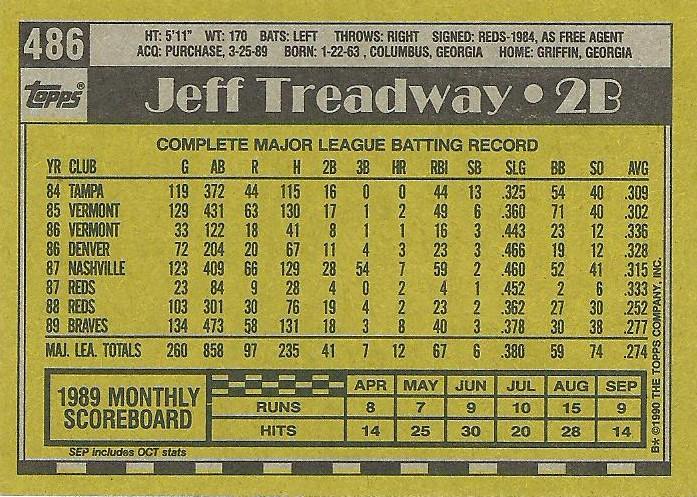 486
HT: 5'11" WT: 170 BATS: LEFT THROWS: RIGHT SIGNED: REDS-1984, AS FREE AGENT
ACQ: PURCHASE, 3-25-89 BORN: 1-22-63 , COLUMBUS, GEORGIA HOME: GRIFFIN, GEORGIA
TOPPS®
Jeff Treadway • 2B
COMPLETE MAJOR LEAGUE BATTING RECORD
YR CLUB G AB R H 2B 3B HR RBI SB SLG BB SO AVG
84 TAMPA 119 372 44 115 16 0 0 44 13 .325 54 40 .309
85 VERMONT 129 431 63 130 17 1 2 49 6 .360 71 40 .302
86 VERMONT 33 122 18 41 8 1 1 16 3 .443 23 12 .336
86 DENVER 72 204 20 67 11 4 3 23 3 .466 19 12 .328
87 NASHVILLE 123 409 66 129 28 54 7 59 2 .460 52 41 .315
87 REDS 23 84 9 28 4 0 2 4 1 .452 2 6 .333
88 REDS 103 301 30 76 19 4 2 23 2 .362 27 30 .252
89 BRAVES 134 473 58 131 18 3 8 40 3 .378 30 38 .277
MAJ. LEA. TOTALS 260 858 97 235 41 7 12 67 6 .380 59 74 .274
1989 MONTHLY SCOREBOARD
APR MAY JUN JUL AUG SEP
RUNS 8 7 9 10 15 9
HITS 14 25 30 20 28 14
SEP includes OCT stats
B* ©1990 THE TOPPS COMPANY, INC.